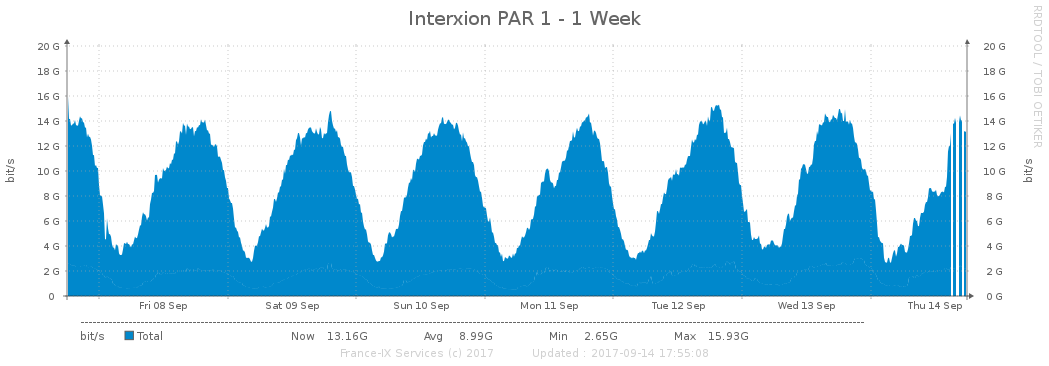 Interxion PAR 1 - 1 Week
RRDTOOL / TOBI OETIKER
20 G 20 G
18 G 18 G
16 G 16 G
14 G 14 G
12 G 12 G
10 G 10 G
8 G 8 G
6 G 6 G
4 G 4 G
2 G 2 G
0 0 G
bit/s bit/s
Fri 08 Sep Sat 09 Sep Sun 10 Sep Mon 11 Sep Tue 12 Sep Wed 13 Sep Thu 14 Sep
bit/s Total Now 13.16G Avg 8.99G Min 2.65G Max 15.93G
France-IX Services (c) 2017 Updated : 2017-09-14 17:55:08